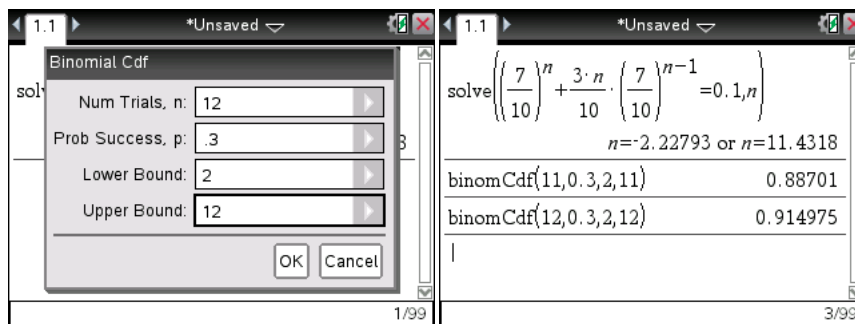 1.1 *Unsaved
Binomial Cdf
solv
Num Trials, n: 12
Prob Success, p: .3
Lower Bound: 2
Upper Bound: 12
OK Cancel
1/99
1.1 *Unsaved
solve((7/10)^n + 3·n/10·(7/10)^(n-1)=0.1,n)
n=-2.22793 or n=11.4318
binomCdf(11,0.3,2,11) 0.88701
binomCdf(12,0.3,2,12) 0.914975
3/99